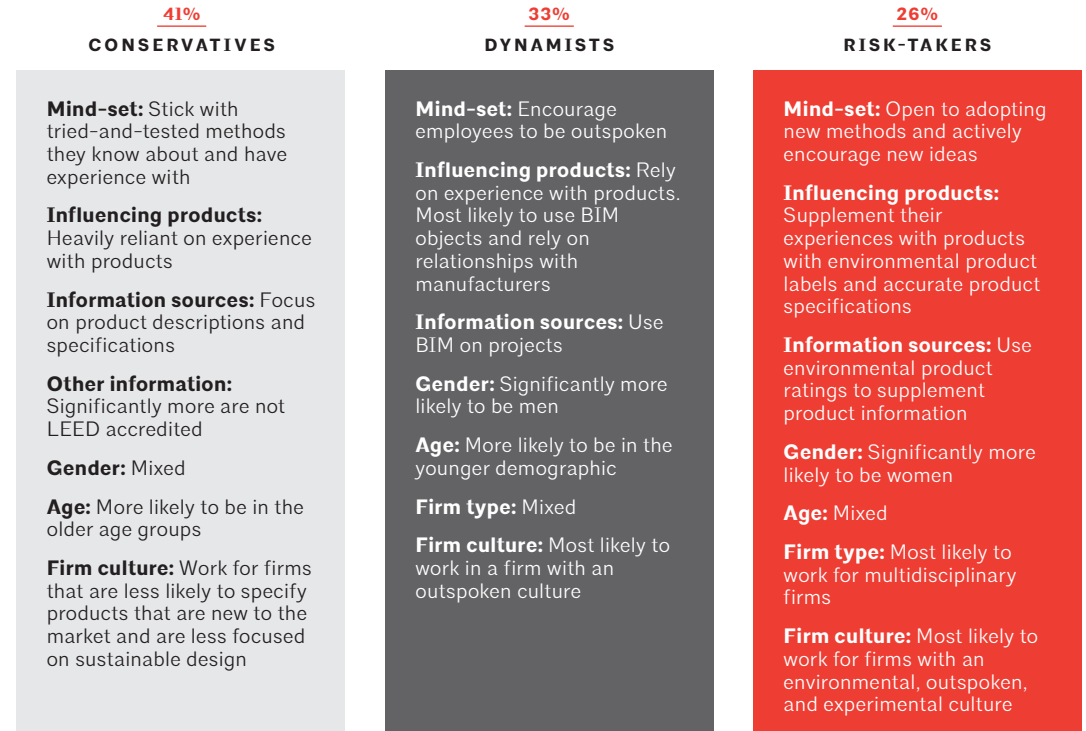 41%
CONSERVATIVES
Mind-set: Stick with
tried-and-tested methods
they know about and have
experience with
Influencing products:
Heavily reliant on experience
with products
Information sources: Focus
on product descriptions and
specifications
Other information:
Significantly more are not
LEED accredited
Gender: Mixed
Age: More likely to be in the
older age groups
Firm culture: Work for firms
that are less likely to specify
products that are new to the
market and are less focused
on sustainable design
33%
DYNAMISTS
Mind-set: Encourage
employees to be outspoken
Influencing products: Rely
on experience with products.
Most likely to use BIM
objects and rely on
relationships with
manufacturers
Information sources: Use
BIM on projects
Gender: Significantly more
likely to be men
Age: More likely to be in the
younger demographic
Firm type: Mixed
Firm culture: Most likely to
work in a firm with an
outspoken culture
26%
RISK-TAKERS
Mind-set: Open to adopting
new methods and actively
encourage new ideas
Influencing products:
Supplement their
experiences with products
with environmental product
labels and accurate product
specifications
Information sources: Use
environmental product
ratings to supplement
product information
Gender: Significantly more
likely to be women
Age: Mixed
Firm type: Most likely to
work for multidisciplinary
firms
Firm culture: Most likely to
work for firms with an
environmental, outspoken,
and experimental culture